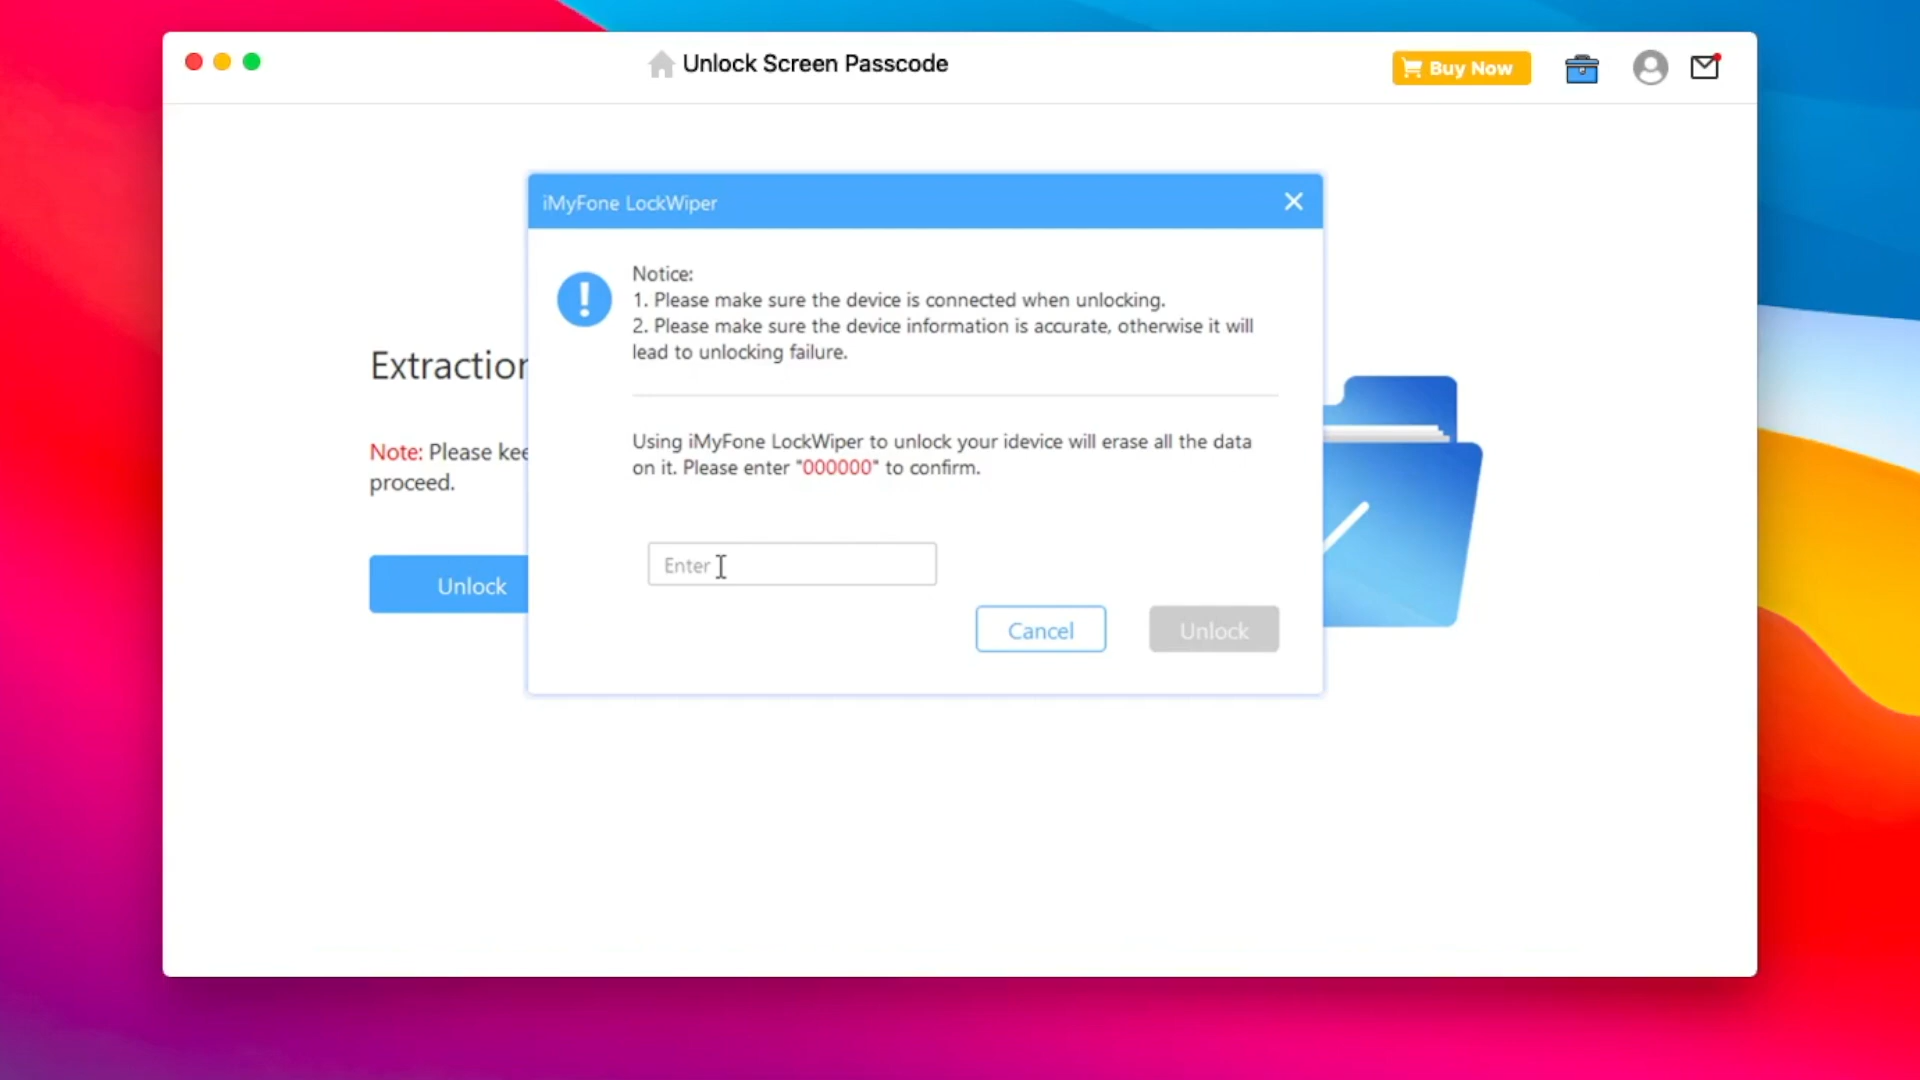 Unlock Screen Passcode
Buy Now
iMyFone LockWiper
Notice:
1. Please make sure the device is connected when unlocking.
2. Please make sure the device information is accurate, otherwise it will
lead to unlocking failure.
Extraction
Note: Please kee
proceed.
Using iMyFone LockWiper to unlock your idevice will erase all the data
on it. Please enter "000000" to confirm.
Enter
Unlock
Cancel
Unlock